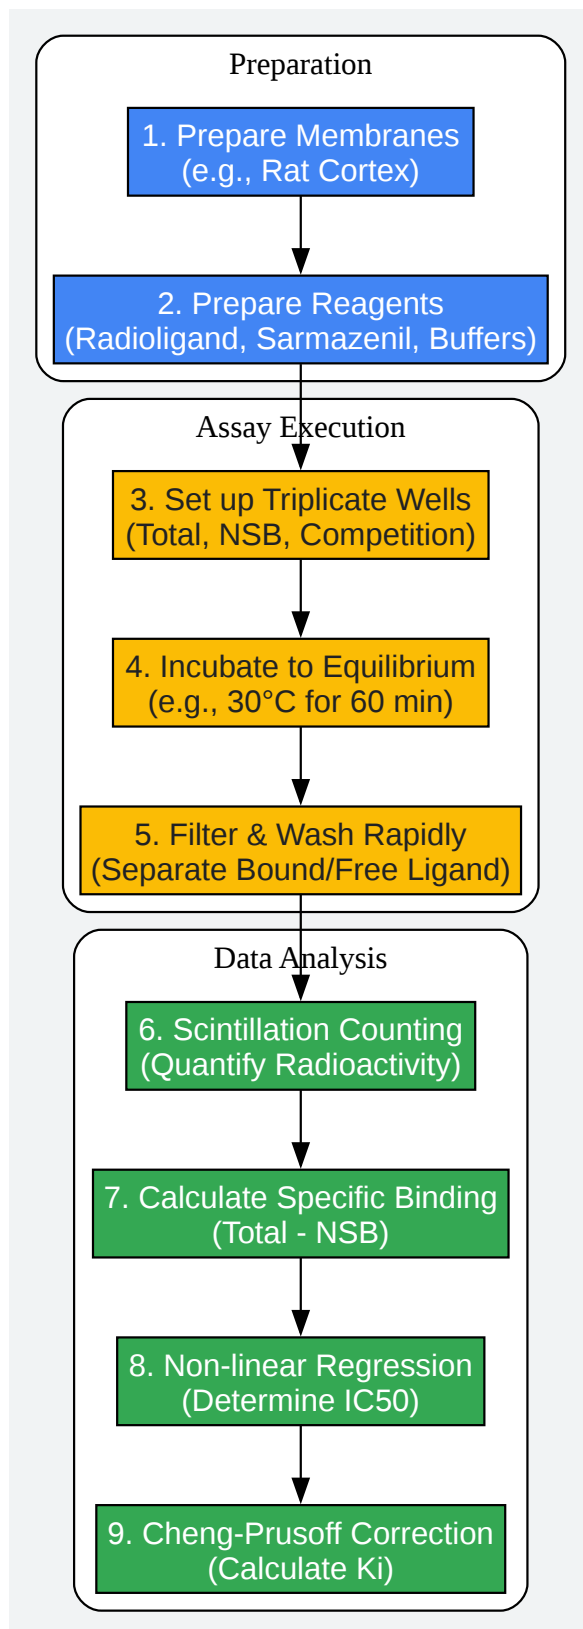 Preparation
1. Prepare Membranes
(e.g., Rat Cortex)
2. Prepare Reagents
(Radioligand, Sarmazenil, Buffers)
Assay Execution
3. Set up Triplicate Wells
(Total, NSB, Competition)
4. Incubate to Equilibrium
(e.g., 30°C for 60 min)
5. Filter & Wash Rapidly
(Separate Bound/Free Ligand)
Data Analysis
6. Scintillation Counting
(Quantify Radioactivity)
7. Calculate Specific Binding
(Total - NSB)
8. Non-linear Regression
(Determine IC50)
9. Cheng-Prusoff Correction
(Calculate Ki)